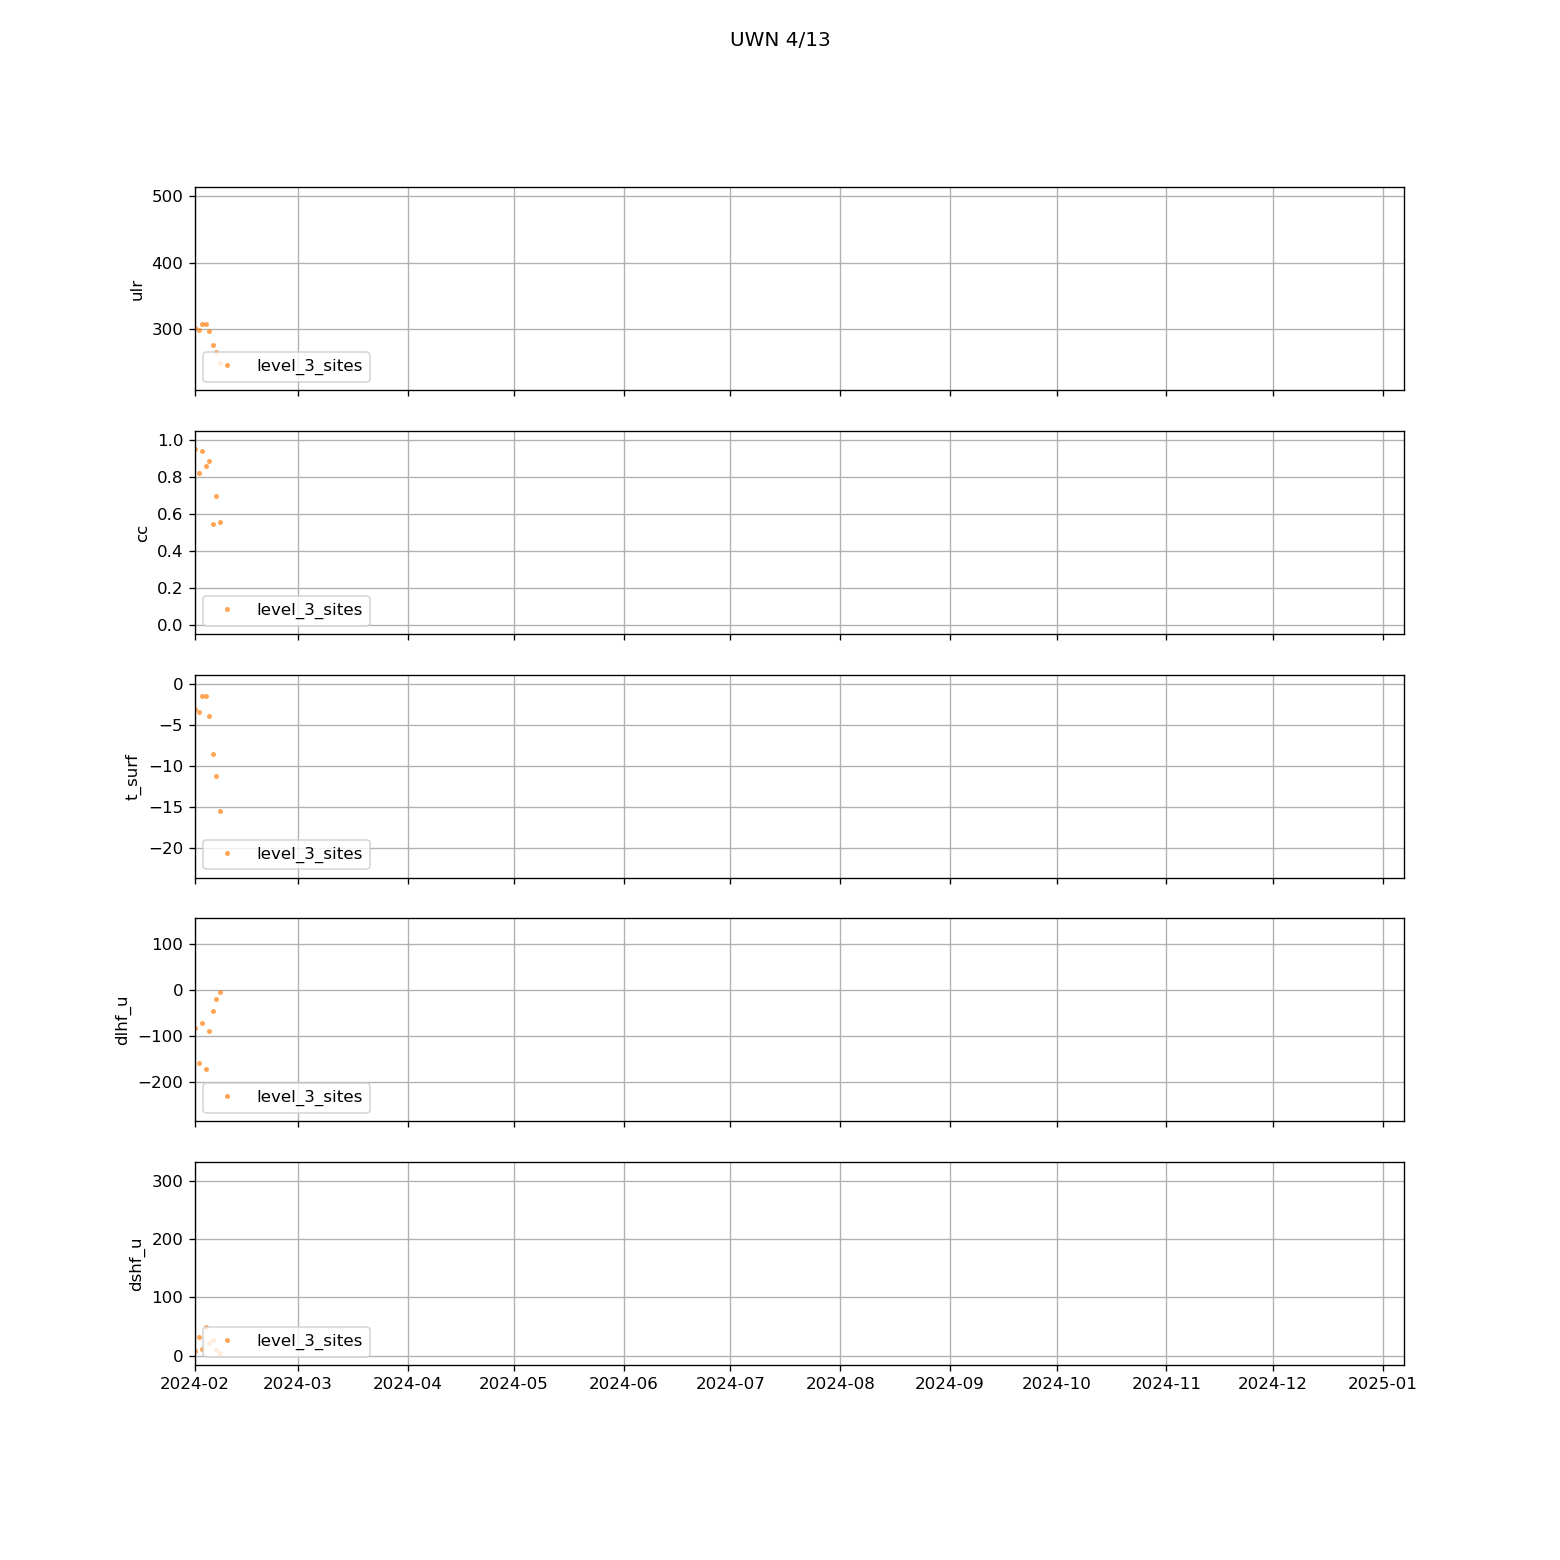 UWN 4/13
500
400
300
ulr
level_3_sites
1.0
0.8
0.6
0.4
0.2
0.0
cc
level_3_sites
0
−5
−10
−15
−20
t_surf
level_3_sites
100
0
−100
−200
dlhf_u
level_3_sites
300
200
100
0
dshf_u
level_3_sites
2024-02 2024-03 2024-04 2024-05 2024-06 2024-07 2024-08 2024-09 2024-10 2024-11 2024-12 2025-01